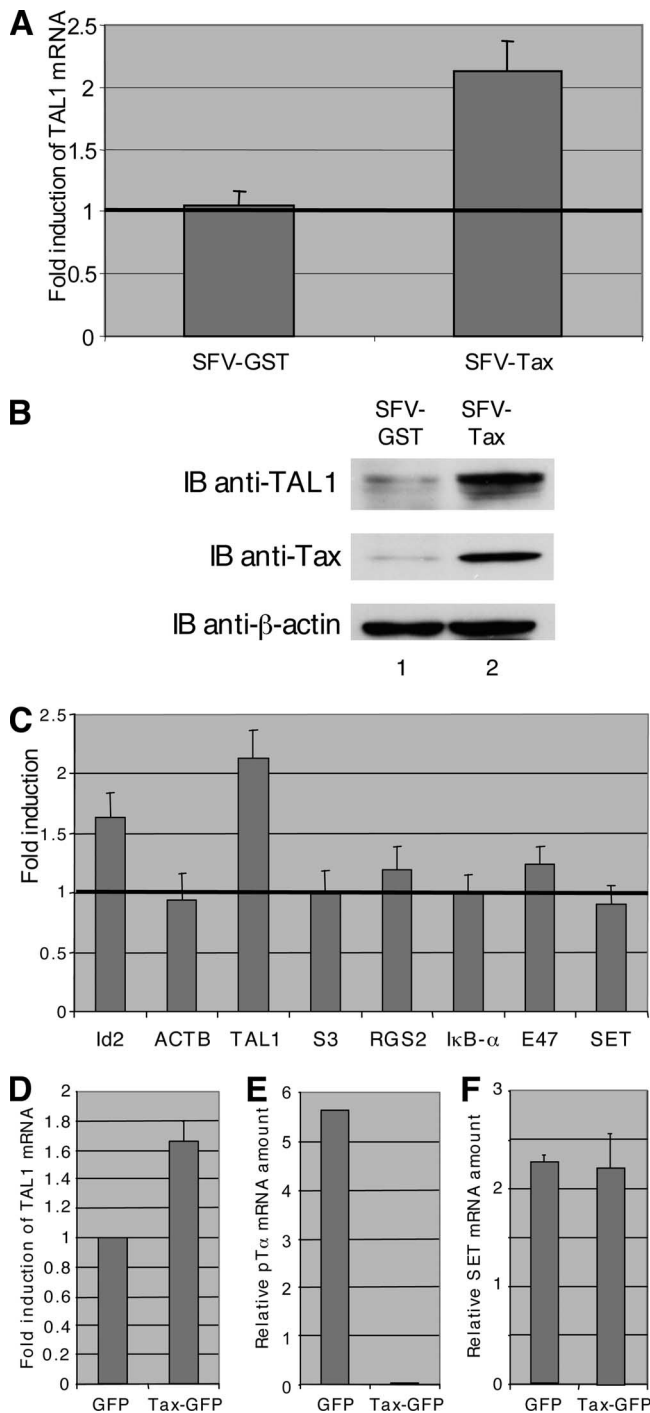 A
Fold induction of TAL1 mRNA
2.5
2
1.5
1
0.5
0
SFV-GST
SFV-Tax
B
SFV-
GST
SFV-
Tax
IB anti-TAL1
IB anti-Tax
IB anti-β-actin
1
2
C
Fold induction
2.5
2
1.5
1
0.5
0
Id2
ACTB
TAL1
S3
RGS2
IκB-α
E47
SET
D
Fold induction of TAL1 mRNA
2
1.8
1.6
1.4
1.2
1
0.8
0.6
0.4
0.2
0
GFP
Tax-GFP
E
Relative pTα mRNA amount
6
5
4
3
2
1
0
GFP
Tax-GFP
F
Relative SET mRNA amount
3
2
1
0
GFP
Tax-GFP